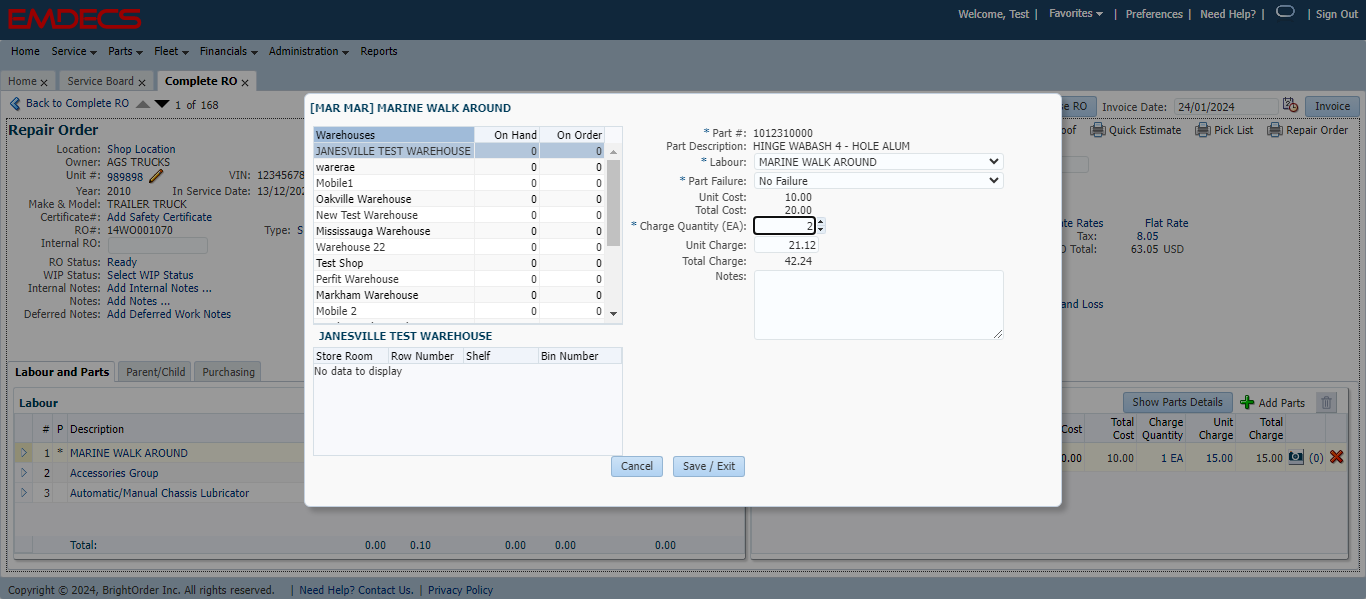 EMDECS
Welcome, Test | Favorites | Preferences | Need Help? | | Sign Out
Home Service Parts Fleet Financials Administration Reports
Home x Service Board x Complete RO x
Back to Complete RO 1 of 168
e RO Invoice Date: 24/01/2024 Invoice
Repair Order
oof Quick Estimate Pick List Repair Order
Location: Shop Location
Owner: AGS TRUCKS
Unit #: 989898 VIN: 12345678
Year: 2010 In Service Date: 13/12/202
Make & Model: TRAILER TRUCK
Certificate#: Add Safety Certificate
RO#: 14WO001070 Type: S
Internal RO:
RO Status: Ready
WIP Status: Select WIP Status
Internal Notes: Add Internal Notes ...
Notes: Add Notes ...
Deferred Notes: Add Deferred Work Notes
te Rates Flat Rate
Tax: 8.05
O Total: 63.05 USD
and Loss
[MAR MAR] MARINE WALK AROUND
Warehouses On Hand On Order
JANESVILLE TEST WAREHOUSE 0 0
warerae 0 0
Mobile1 0 0
Oakville Warehouse 0 0
New Test Warehouse 0 0
Mississauga Warehouse 0 0
Warehouse 22 0 0
Test Shop 0 0
Perfit Warehouse 0 0
Markham Warehouse 0 0
Mobile 2 0 0
JANESVILLE TEST WAREHOUSE
Store Room Row Number Shelf Bin Number
No data to display
* Part #: 1012310000
Part Description: HINGE WABASH 4 - HOLE ALUM
* Labour: MARINE WALK AROUND
* Part Failure: No Failure
Unit Cost: 10.00
Total Cost: 20.00
* Charge Quantity (EA): 2
Unit Charge: 21.12
Total Charge: 42.24
Notes:
Cancel Save / Exit
Labour and Parts Parent/Child Purchasing
Labour
# P Description
1 * MARINE WALK AROUND
2 Accessories Group
3 Automatic/Manual Chassis Lubricator
Total: 0.00 0.10 0.00 0.00 0.00
Show Parts Details Add Parts
Cost Total Cost Charge Quantity Unit Charge Total Charge
0.00 10.00 1 EA 15.00 15.00 (0)
Copyright © 2024, BrightOrder Inc. All rights reserved. | Need Help? Contact Us. | Privacy Policy